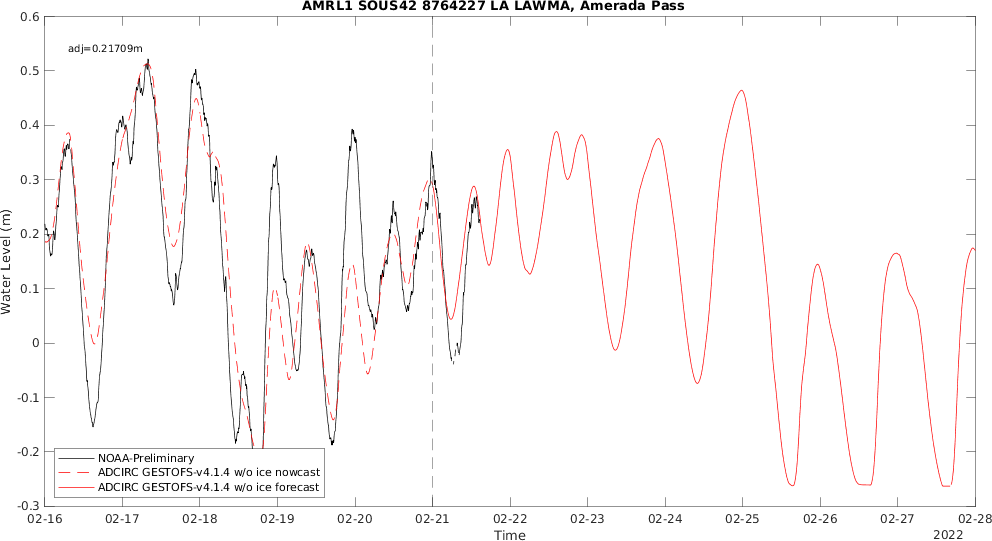 AMRL1 SOUS42 8764227 LA LAWMA, Amerada Pass
adj=0.21709m
Water Level (m)
0.6
0.5
0.4
0.3
0.2
0.1
0
-0.1
-0.2
-0.3
NOAA-Preliminary
ADCIRC GESTOFS-v4.1.4 w/o ice nowcast
ADCIRC GESTOFS-v4.1.4 w/o ice forecast
02-16 02-17 02-18 02-19 02-20 02-21 02-22 02-23 02-24 02-25 02-26 02-27 02-28
Time
2022